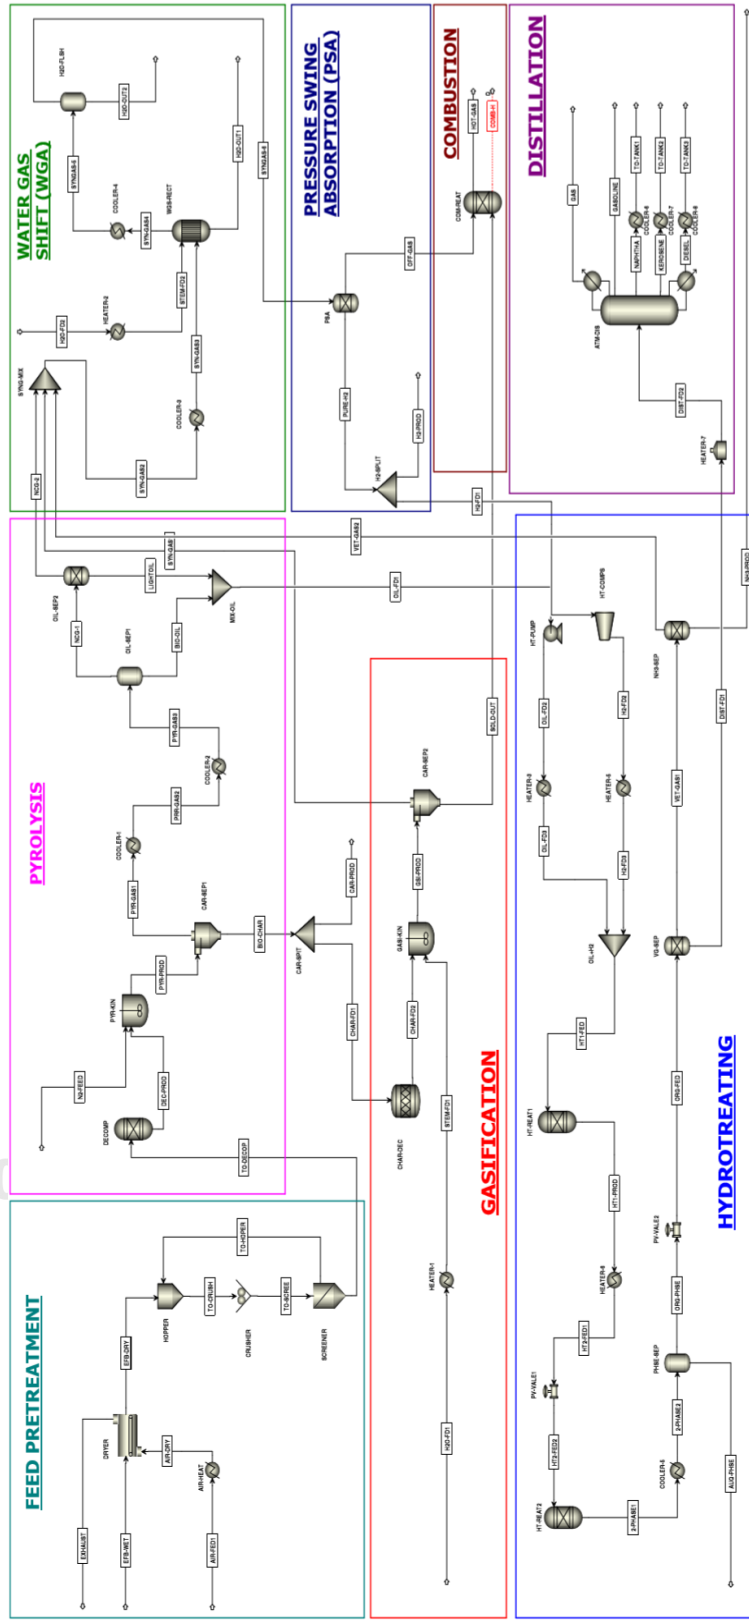 FEED PRETREATMENT
EXHAUST
EFB-WET
AIR-FED1
AIR-HEAT
AIR-DRY
DRYER
EFB-DRY
HOPPER
TO-CRUSH
CRUSHER
TO-SCREE
SCREENER
TO-HOPER
PYROLYSIS
N2-FEED
TO-DECOP
DECOMP
DEC-PROD
PYR-KIN
PYR-PROD
CAR-SEP1
BIO-CHAR
PYR-GAS1
COOLER-1
PYR-GAS3
COOLER-2
OIL-SEP1
NCG-1
BIO-OIL
OIL-SEP2
LIGHTOIL
MIX-OIL
OIL-FD1
NCG-2
SYN-GAS1
VET-GAS2
CAR-SPIT
CAR-PROD
CHAR-FD1
WATER GAS
SHIFT (WGA)
SYNG-MIX
SYN-GAS2
COOLER-3
SYN-GAS3
H2O-FD2
HEATER-2
STEM-FD2
WGS-RECT
SYN-GAS4
COOLER-4
SYNGAS-5
H2O-FLSH
H2O-OUT2
H2O-OUT1
SYNGAS-6
PRESSURE SWING
ABSORPTION (PSA)
PSA
PURE-H2
OFF-GAS
H2-SPLIT
H2-PROD
H2-FD1
COMBUSTION
COM-REAT
HOT-GAS
COMB-H
DISTILLATION
GAS
GASOLINE
TO-TANK1
TO-TANK2
TO-TANK3
COOLER-6
COOLER-7
COOLER-8
NAPHTHA
KEROSENE
DIESEL
ATM-DIS
DIST-FD2
HEATER-7
GASIFICATION
H2O-FD1
HEATER-1
STEM-FD1
CHAR-DEC
CHAR-FD2
GASI-KIN
GSI-PROD
CAR-SEP2
SOLD-OUT
HYDROTREATING
HT-PUMP
HT-COMPS
OIL-FD2
H2-FD2
HEATER-3
HEATER-5
OIL-FD3
H2-FD3
OIL+H2
HT1-FED
HT-REAT1
HT1-PROD
HEATER-6
HT2-FED1
PV-VALE1
HT2-FED2
HT-REAT2
2-PHASE1
COOLER-5
2-PHASE2
PHSE-SEP
AUQ-PHSE
ORG-PHSE
PV-VALE2
ORG-FED
VG-SEP
VET-GAS1
DIST-FD1
NH3-SEP
NH3-PROD